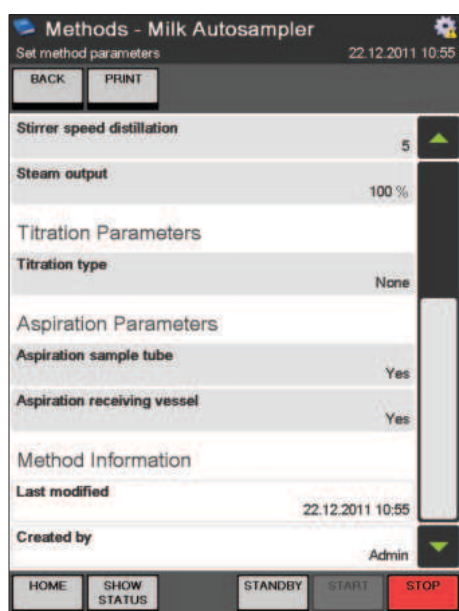 Methods - Milk Autosampler
Set method parameters 22.12.2011 10:55
BACK PRINT
Stirrer speed distillation
5
Steam output
100 %
Titration Parameters
Titration type
None
Aspiration Parameters
Aspiration sample tube
Yes
Aspiration receiving vessel
Yes
Method Information
Last modified
22.12.2011 10:55
Created by
Admin
HOME SHOW STATUS STANDBY START STOP